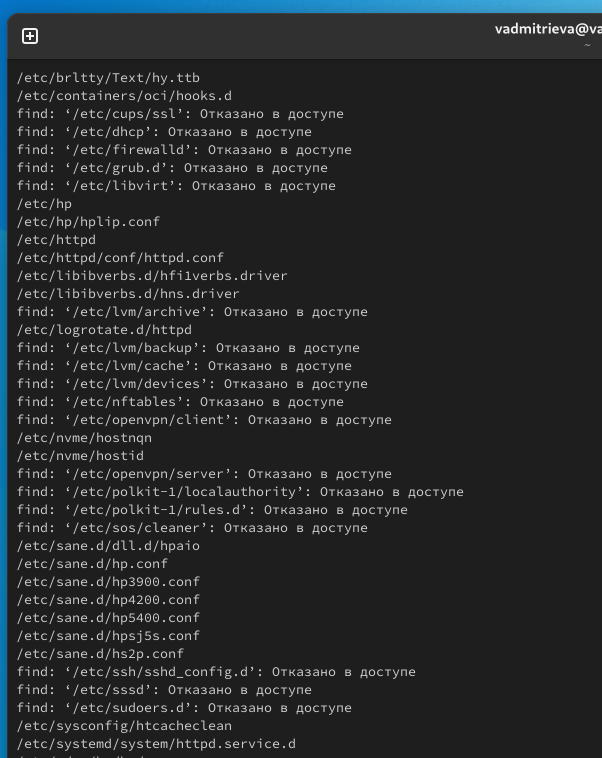 vadmitrieva@va
~
/etc/brltty/Text/hy.ttb
/etc/containers/oci/hooks.d
find: ‘/etc/cups/ssl’: Отказано в доступе
find: ‘/etc/dhcp’: Отказано в доступе
find: ‘/etc/firewalld’: Отказано в доступе
find: ‘/etc/grub.d’: Отказано в доступе
find: ‘/etc/libvirt’: Отказано в доступе
/etc/hp
/etc/hp/hplip.conf
/etc/httpd
/etc/httpd/conf/httpd.conf
/etc/libibverbs.d/hfi1verbs.driver
/etc/libibverbs.d/hns.driver
find: ‘/etc/lvm/archive’: Отказано в доступе
/etc/logrotate.d/httpd
find: ‘/etc/lvm/backup’: Отказано в доступе
find: ‘/etc/lvm/cache’: Отказано в доступе
find: ‘/etc/lvm/devices’: Отказано в доступе
find: ‘/etc/nftables’: Отказано в доступе
find: ‘/etc/openvpn/client’: Отказано в доступе
/etc/nvme/hostnqn
/etc/nvme/hostid
find: ‘/etc/openvpn/server’: Отказано в доступе
find: ‘/etc/polkit-1/localauthority’: Отказано в доступе
find: ‘/etc/polkit-1/rules.d’: Отказано в доступе
find: ‘/etc/sos/cleaner’: Отказано в доступе
/etc/sane.d/dll.d/hpaio
/etc/sane.d/hp.conf
/etc/sane.d/hp3900.conf
/etc/sane.d/hp4200.conf
/etc/sane.d/hp5400.conf
/etc/sane.d/hpsj5s.conf
/etc/sane.d/hs2p.conf
find: ‘/etc/ssh/sshd_config.d’: Отказано в доступе
find: ‘/etc/sssd’: Отказано в доступе
find: ‘/etc/sudoers.d’: Отказано в доступе
/etc/sysconfig/htcacheclean
/etc/systemd/system/httpd.service.d